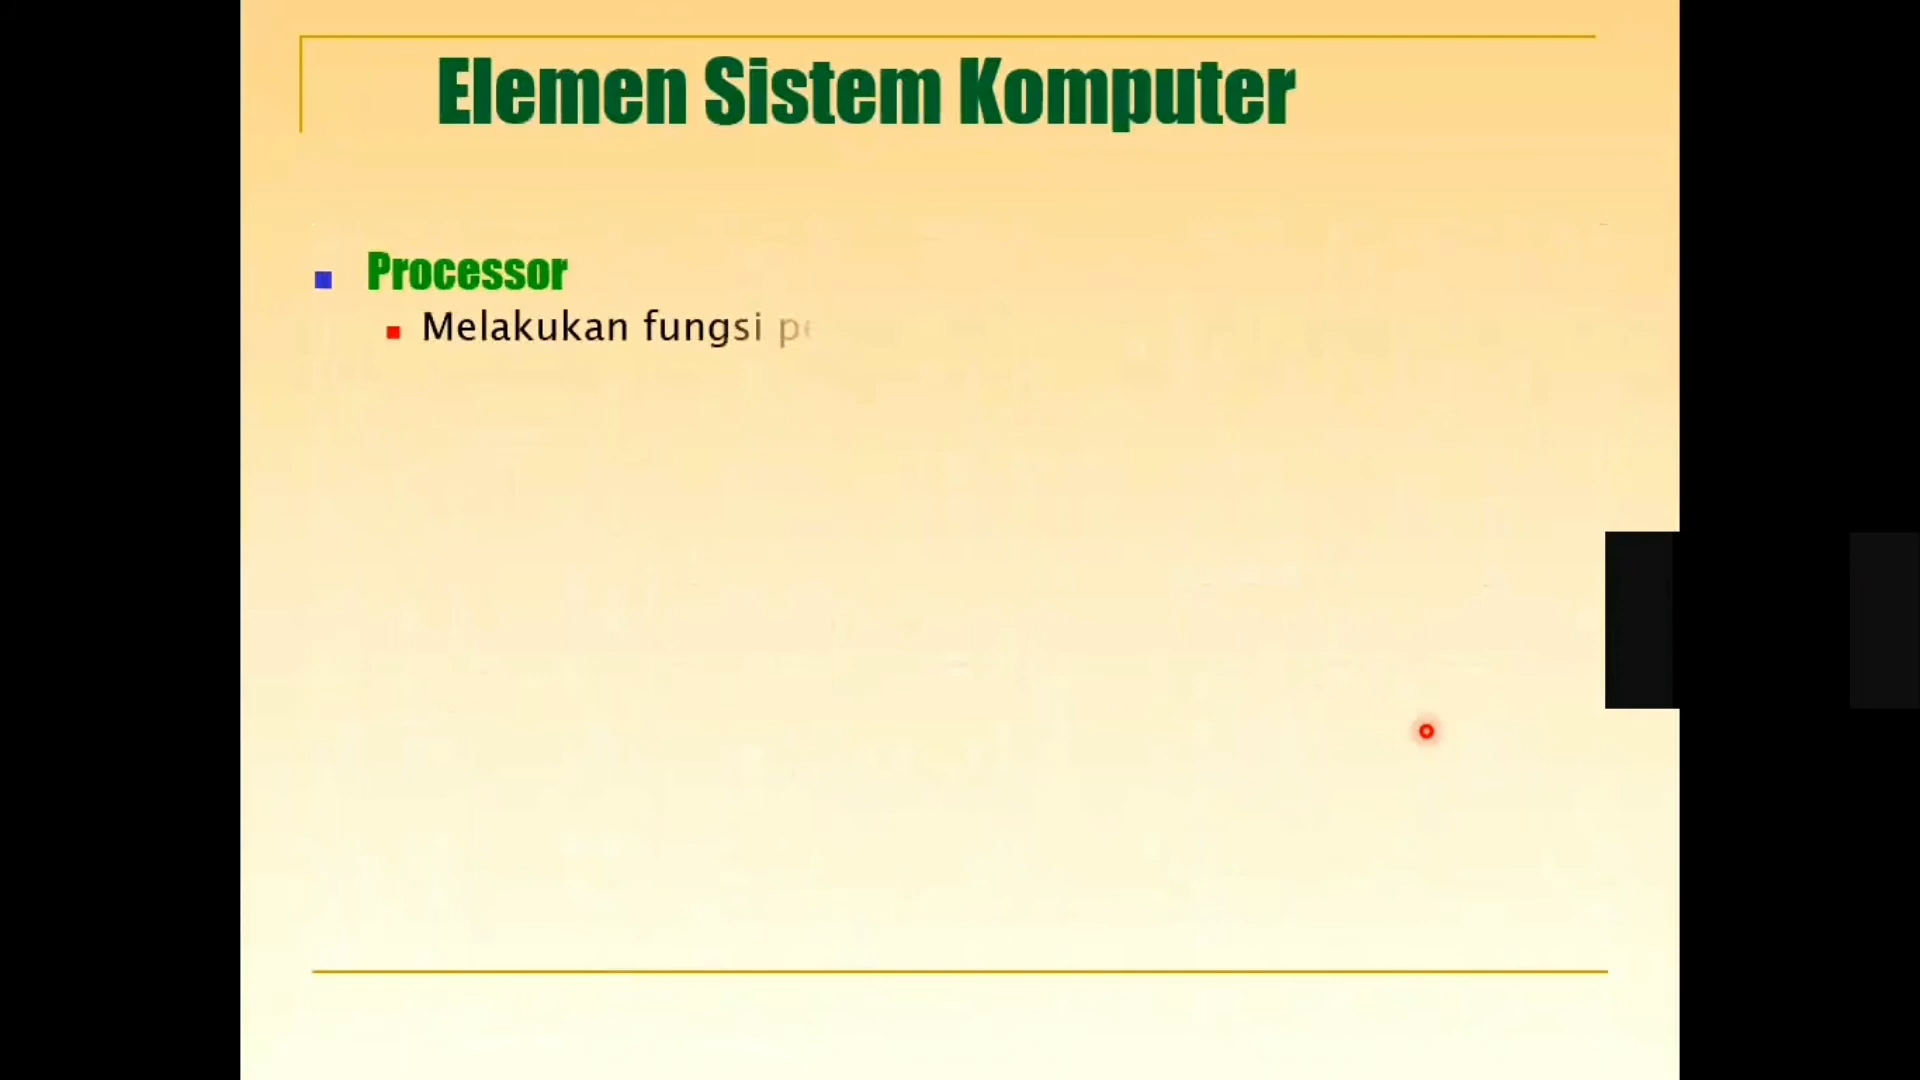 Elemen Sistem Komputer
Processor
Melakukan fungsi